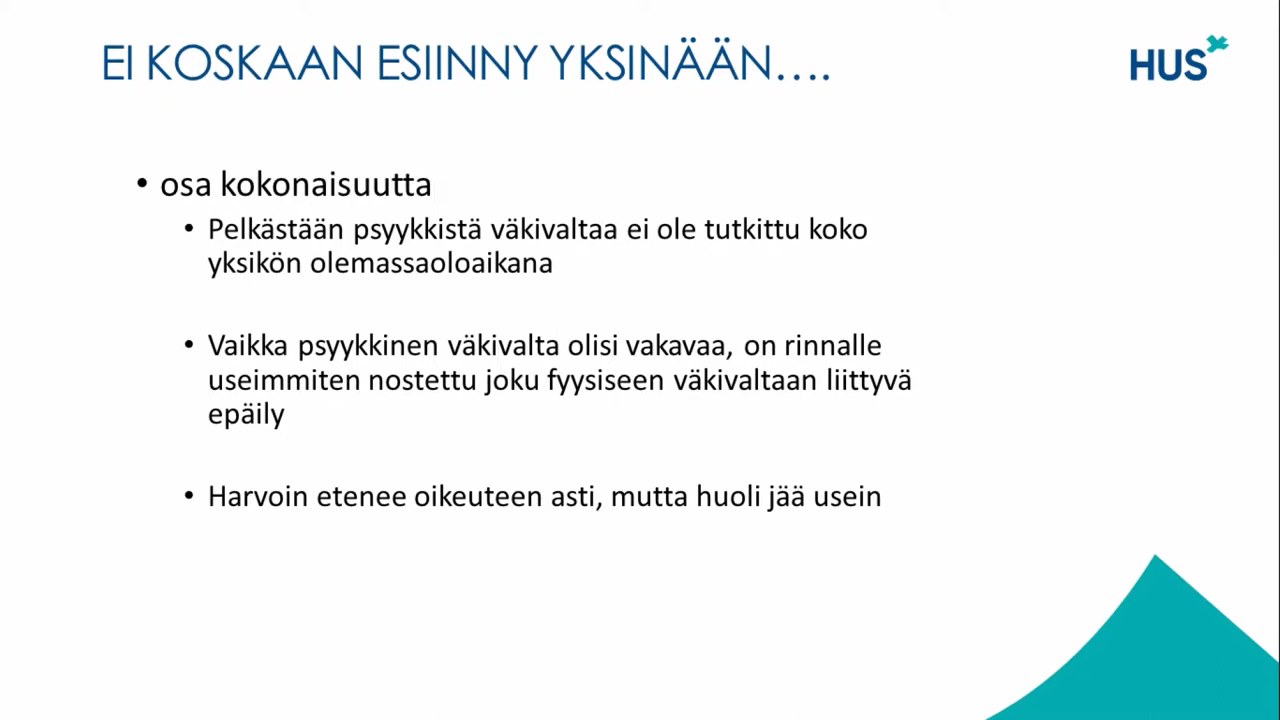 EI KOSKAAN ESIINNY YKSINÄÄN….
HUS
• osa kokonaisuutta
• Pelkästään psyykkistä väkivaltaa ei ole tutkittu koko
yksikön olemassaoloaikana
• Vaikka psyykkinen väkivalta olisi vakavaa, on rinnalle
useimmiten nostettu joku fyysiseen väkivaltaan liittyvä
epäily
• Harvoin etenee oikeuteen asti, mutta huoli jää usein